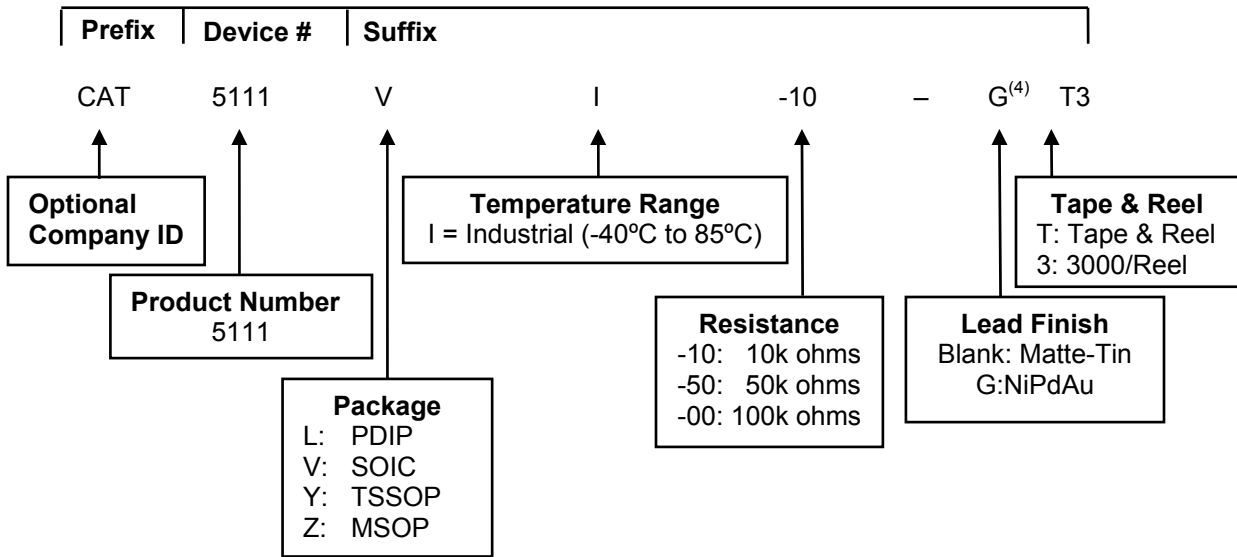 Prefix Device # Suffix
CAT 5111 V I -10 – G(4) T3
Optional
Company ID
Product Number
5111
Package
L: PDIP
V: SOIC
Y: TSSOP
Z: MSOP
Temperature Range
I = Industrial (-40ºC to 85ºC)
Resistance
-10: 10k ohms
-50: 50k ohms
-00: 100k ohms
Lead Finish
Blank: Matte-Tin
G:NiPdAu
Tape & Reel
T: Tape & Reel
3: 3000/Reel